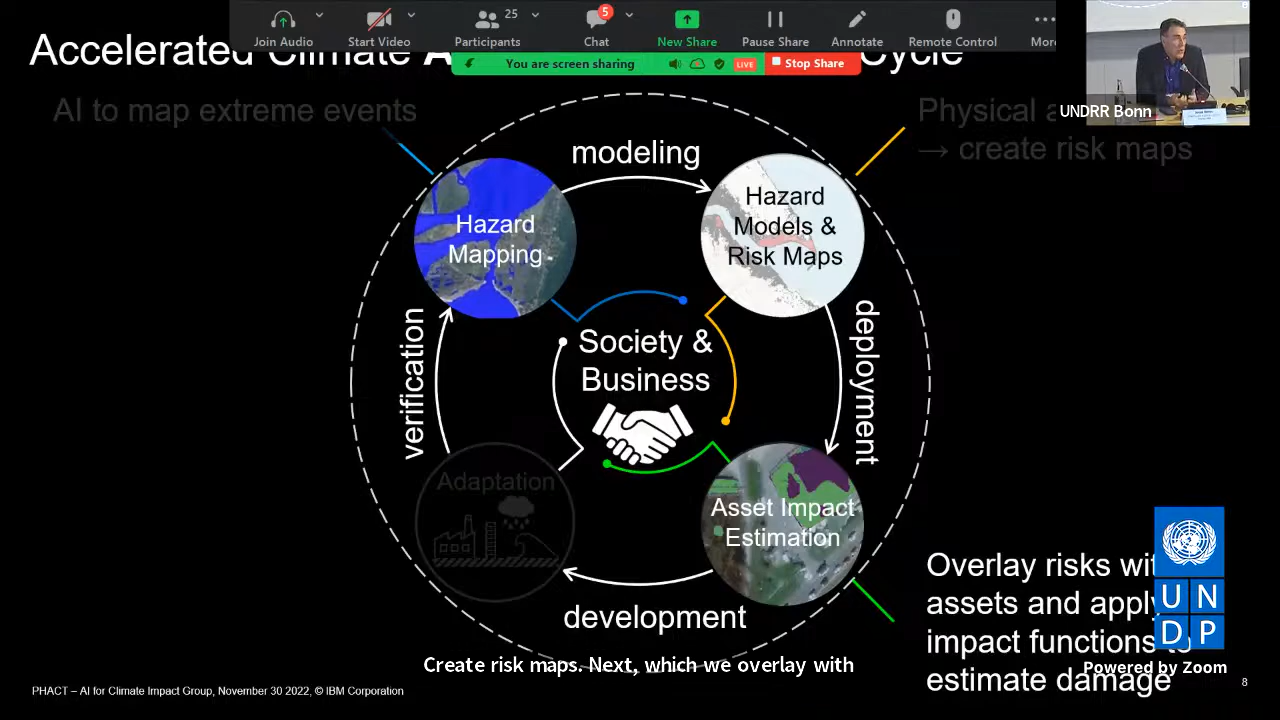 Join Audio
Start Video
25
Participants
5
Chat
New Share
Pause Share
Annotate
Remote Control
More
Accelerated Climate
Cycle
You are screen sharing
LIVE
Stop Share
UNDRR Bonn
AI to map extreme events
Physical
→ create risk maps
modeling
Hazard
Mapping
Hazard
Models &
Risk Maps
verification
deployment
Society &
Business
Adaptation
Asset Impact
Estimation
development
Overlay risks with
assets and apply
impact functions to
estimate damage
U N
D P
Powered by Zoom
Create risk maps. Next, which we overlay with
PHACT – AI for Climate Impact Group, November 30 2022, © IBM Corporation
8